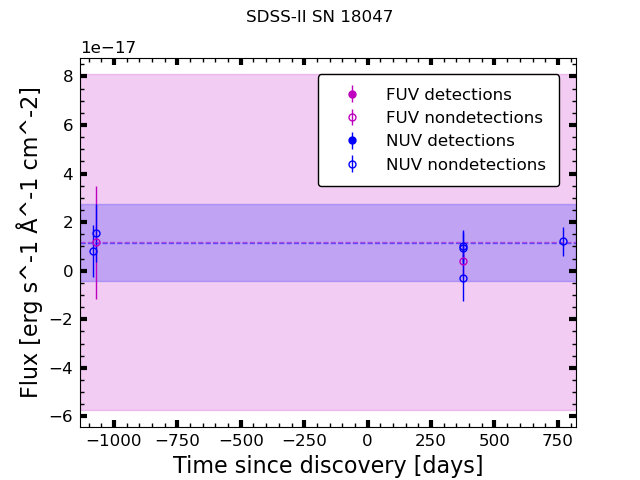 SDSS-II SN 18047
1e−17
FUV detections
FUV nondetections
NUV detections
NUV nondetections
8
6
4
2
0
−2
−4
−6
Flux [erg s^-1 Å^-1 cm^-2]
−1000 −750 −500 −250 0 250 500 750
Time since discovery [days]